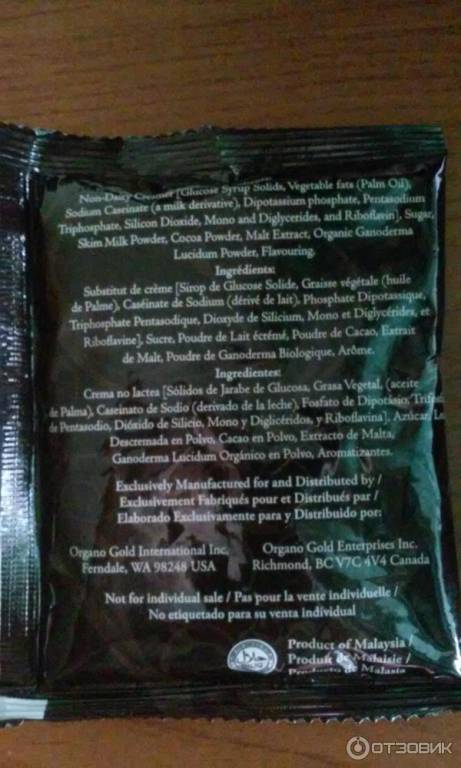 Non-Dairy Creamer [Glucose Syrup Solids, Vegetable fats (Palm Oil),
Sodium Caseinate (a milk derivative), Dipotassium phosphate, Pentasodium
Triphosphate, Silicon Dioxide, Mono and Diglycerides, and Riboflavin], Sugar,
Skim Milk Powder, Cocoa Powder, Malt Extract, Organic Ganoderma
Lucidum Powder, Flavouring.
Ingrédients:
Substitut de crème [Sirop de Glucose Solide, Graisse végétale (huile
de Palme), Caséinate de Sodium (dérivé de lait), Phosphate Dipotassique,
Triphosphate Pentasodique, Dioxyde de Silicium, Mono et Diglycérides, et
Riboflavine], Sucre, Poudre de Lait écrémé, Poudre de Cacao, Extrait
de Malt, Poudre de Ganoderma Biologique, Arôme.
Ingredientes:
Crema no lactea [Sólidos de Jarabe de Glucosa, Grasa Vegetal, (aceite
de Palma), Caseinato de Sodio (derivado de la leche), Fosfato de Dipotásio,
de Pentasodio, Dióxido de Silicio, Mono y Diglicéridos, y Riboflavina], Azúcar,
Descremada en Polvo, Cacao en Polvo, Extracto de Malta,
Ganoderma Lucidum Orgánico en Polvo, Aromatizantes.
Exclusively Manufactured for and Distributed by /
Exclusivement Fabriqués pour et Distribués par /
Elaborado Exclusivamente para y Distribuido por:
Organo Gold International Inc.
Ferndale, WA 98248 USA
Organo Gold Enterprises Inc.
Richmond, BC V7C 4V4 Canada
Not for individual sale / Pas pour la vente individuelle /
No etiquetado para su venta individual
Product of Malaysia /
Produit de Malaisie /
Producto de Malasia
ОТЗОВИК